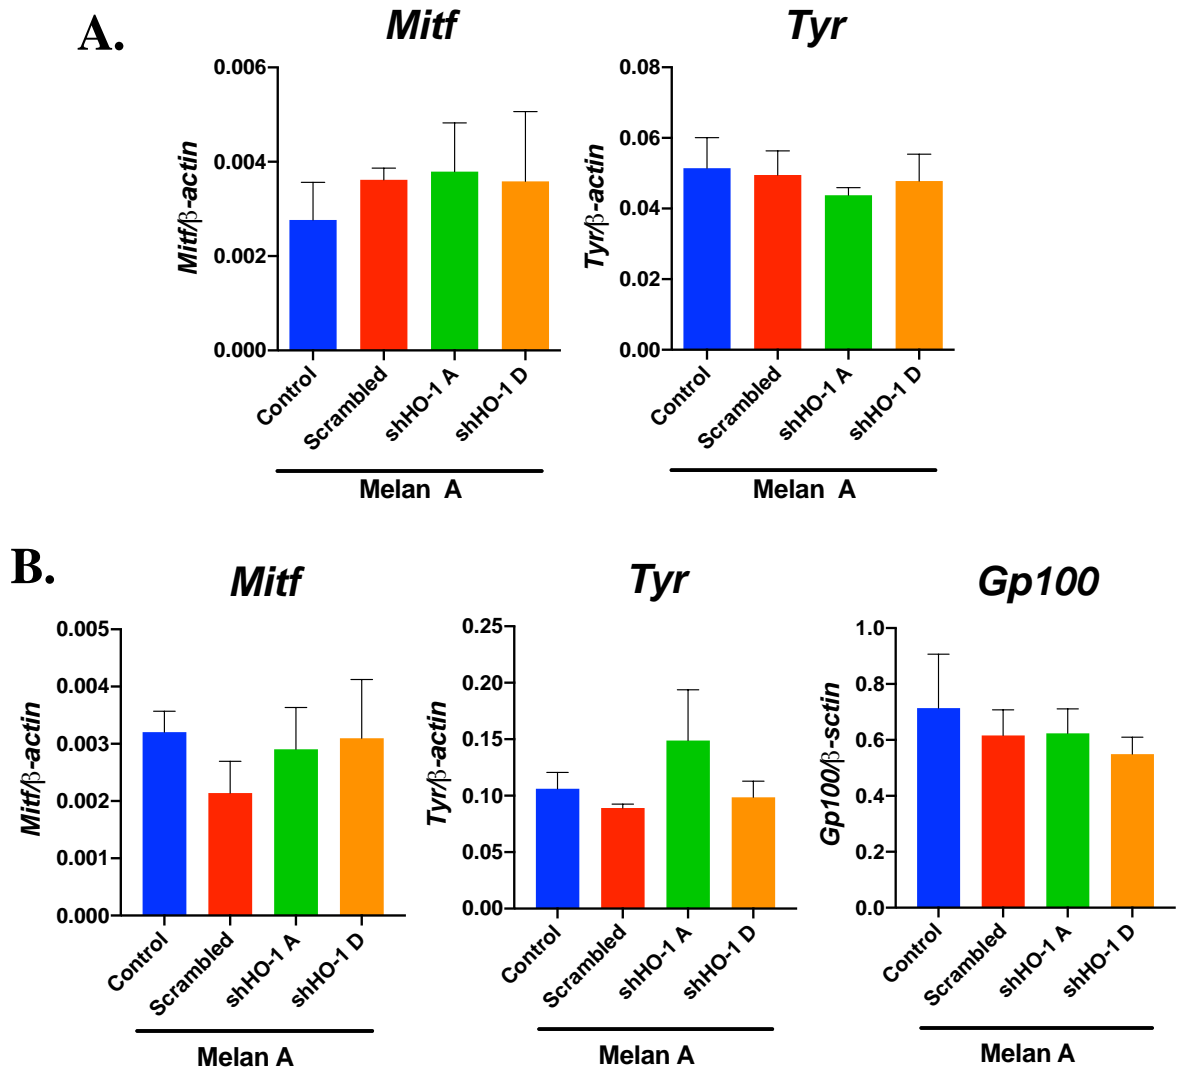 A.
Mitf
Mitf/β-actin
0.006
0.004
0.002
0.000
Control
Scrambled
shHO-1 A
shHO-1 D
Melan A
Tyr
Tyr/β-actin
0.08
0.06
0.04
0.02
0.00
Control
Scrambled
shHO-1 A
shHO-1 D
Melan A
B.
Mitf
Mitf/β-actin
0.005
0.004
0.003
0.002
0.001
0.000
Control
Scrambled
shHO-1 A
shHO-1 D
Melan A
Tyr
Tyr/β-actin
0.25
0.20
0.15
0.10
0.05
0.00
Control
Scrambled
shHO-1 A
shHO-1 D
Melan A
Gp100
Gp100/β-sctin
1.0
0.8
0.6
0.4
0.2
0.0
Control
Scrambled
shHO-1 A
shHO-1 D
Melan A